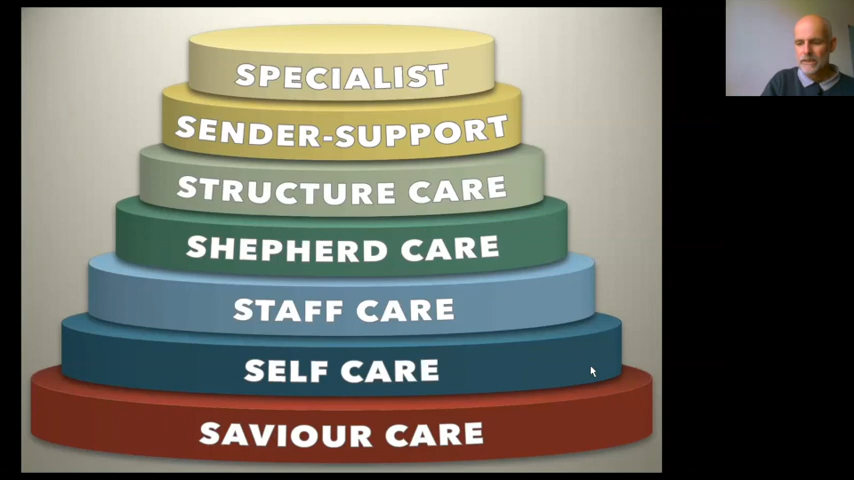 SPECIALIST
SENDER-SUPPORT
STRUCTURE CARE
SHEPHERD CARE
STAFF CARE
SELF CARE
SAVIOUR CARE